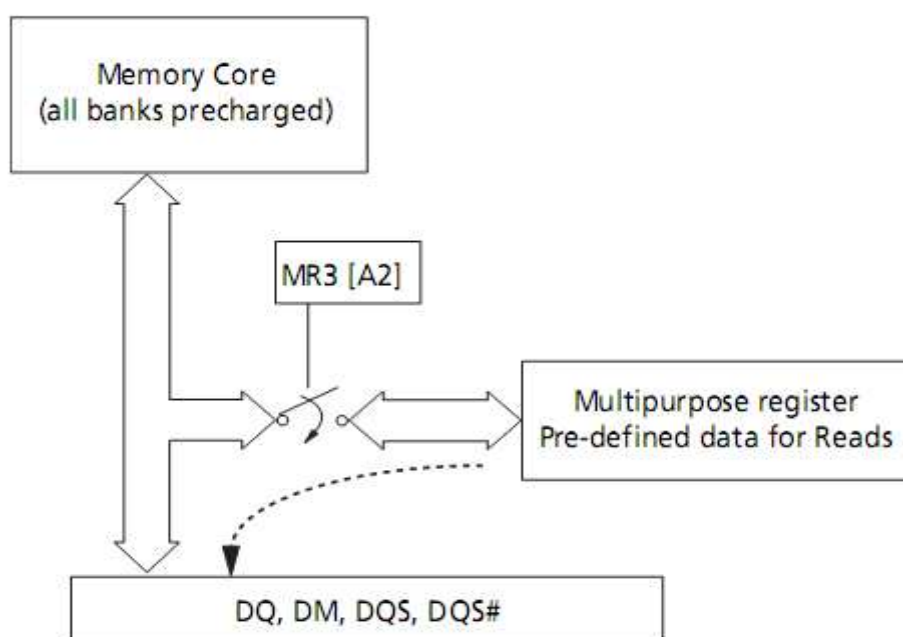 Memory Core
(all banks precharged)
MR3 [A2]
Multipurpose register
Pre-defined data for Reads
DQ, DM, DQS, DQS#